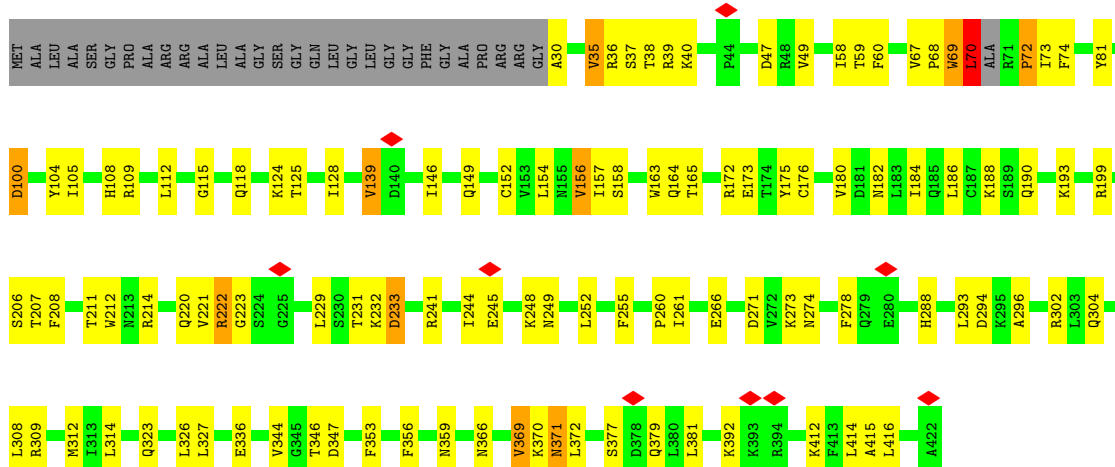 MET ALA LEU ALA SER GLY PRO ALA ARG ARG ALA LEU ALA GLY SER GLY GLN LEU GLY LEU GLY GLY PHE GLY ALA PRO ARG ARG GLY A30 V35 R36 S37 T38 R39 K40 P44 D47 R48 V49 I58 T59 F60 V67 P68 W69 L70 ALA R71 P72 I73 F74 Y81
D100 Y104 I105 H108 R109 L112 G115 Q118 K124 T125 I128 V139 D140 I146 Q149 C152 V153 L154 N155 V156 I157 S158 W163 Q164 T165 R172 E173 T174 Y175 C176 V180 D181 N182 L183 I184 Q185 L186 C187 K188 S189 Q190 K193 R199
S206 T207 F208 T211 W212 N213 R214 Q220 V221 R222 G223 S224 G225 L229 S230 T231 K232 D233 R241 I244 E245 K248 N249 L252 F255 P260 I261 E266 D271 V272 K273 N274 F278 Q279 E280 H288 L293 D294 K295 A296 R302 L303 Q304
L308 R309 M312 I313 L314 Q323 L326 L327 E336 V344 G345 T346 D347 F353 F356 N359 N366 V369 K370 N371 L372 S377 D378 Q379 L380 L381 K392 K393 R394 K412 F413 L414 A415 L416 A422